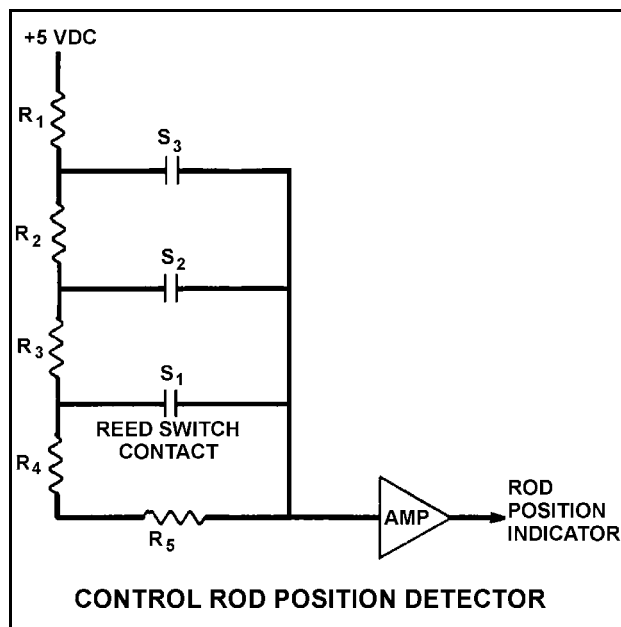 +5 VDC
R1
S3
R2
S2
R3
S1
REED SWITCH
CONTACT
R4
R5
AMP
ROD
POSITION
INDICATOR
CONTROL ROD POSITION DETECTOR